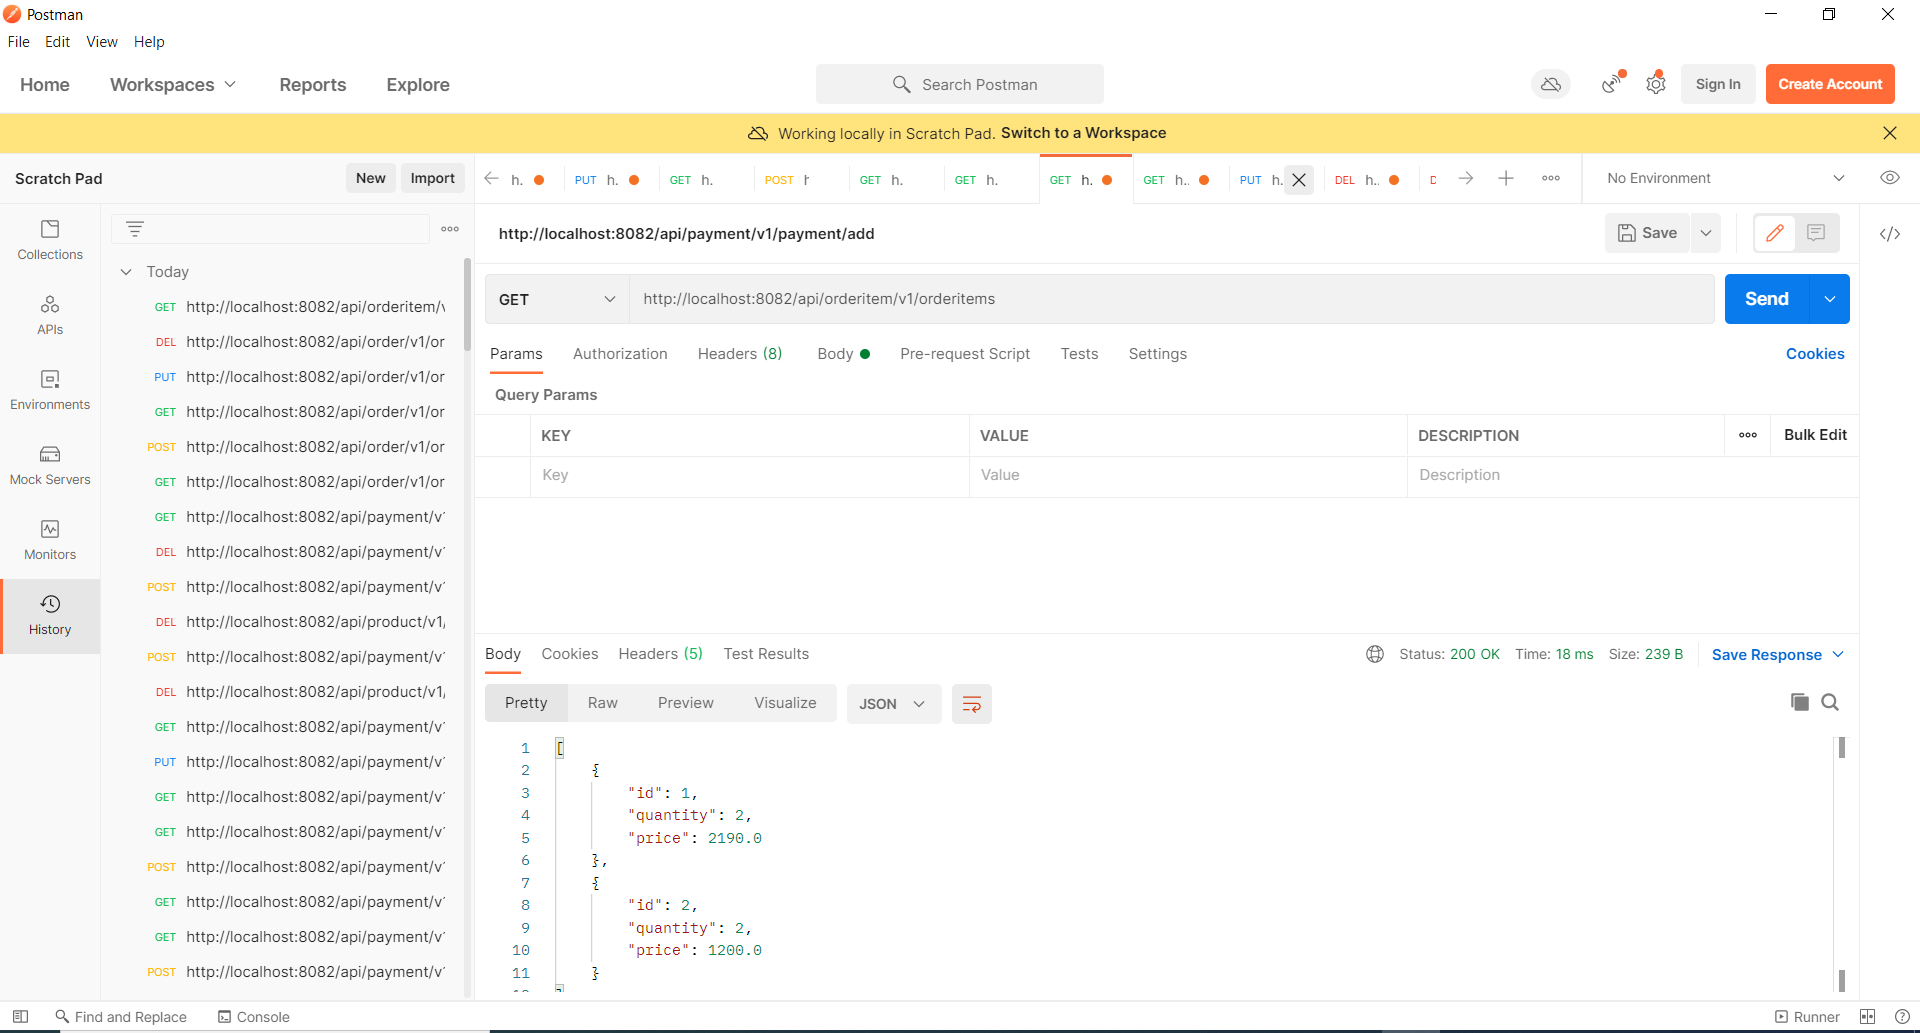 Postman
File Edit View Help
Home Workspaces Reports Explore Search Postman Sign In Create Account
Working locally in Scratch Pad. Switch to a Workspace
Scratch Pad New Import
h. PUT h. GET h. POST h GET h. GET h. GET h. GET h.. PUT h. DEL h..
No Environment
Collections
APIs
Environments
Mock Servers
Monitors
History
Today
GET http://localhost:8082/api/orderitem/v
DEL http://localhost:8082/api/order/v1/or
PUT http://localhost:8082/api/order/v1/or
GET http://localhost:8082/api/order/v1/or
POST http://localhost:8082/api/order/v1/or
GET http://localhost:8082/api/order/v1/or
GET http://localhost:8082/api/payment/v1
DEL http://localhost:8082/api/payment/v1
POST http://localhost:8082/api/payment/v1
DEL http://localhost:8082/api/product/v1/
POST http://localhost:8082/api/payment/v1
DEL http://localhost:8082/api/product/v1/
GET http://localhost:8082/api/payment/v1
PUT http://localhost:8082/api/payment/v1
GET http://localhost:8082/api/payment/v1
GET http://localhost:8082/api/payment/v1
POST http://localhost:8082/api/payment/v1
GET http://localhost:8082/api/payment/v1
GET http://localhost:8082/api/payment/v1
POST http://localhost:8082/api/payment/v1
http://localhost:8082/api/payment/v1/payment/add Save
GET http://localhost:8082/api/orderitem/v1/orderitems Send
Params Authorization Headers (8) Body Pre-request Script Tests Settings Cookies
Query Params
KEY VALUE DESCRIPTION Bulk Edit
Key Value Description
Body Cookies Headers (5) Test Results Status: 200 OK Time: 18 ms Size: 239 B Save Response
Pretty Raw Preview Visualize JSON
1 [
2 {
3 "id": 1,
4 "quantity": 2,
5 "price": 2190.0
6 },
7 {
8 "id": 2,
9 "quantity": 2,
10 "price": 1200.0
11 }
Find and Replace Console Runner